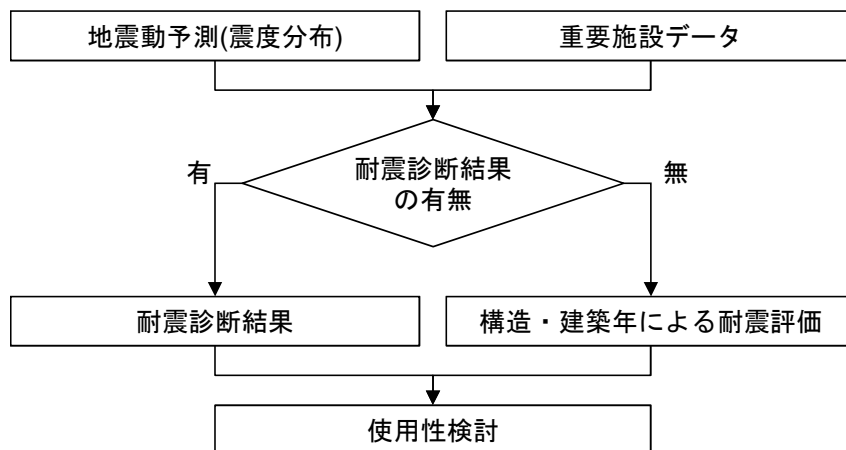 地震動予測(震度分布)
重要施設データ
耐震診断結果
の有無
有
無
耐震診断結果
構造・建築年による耐震評価
使用性検討